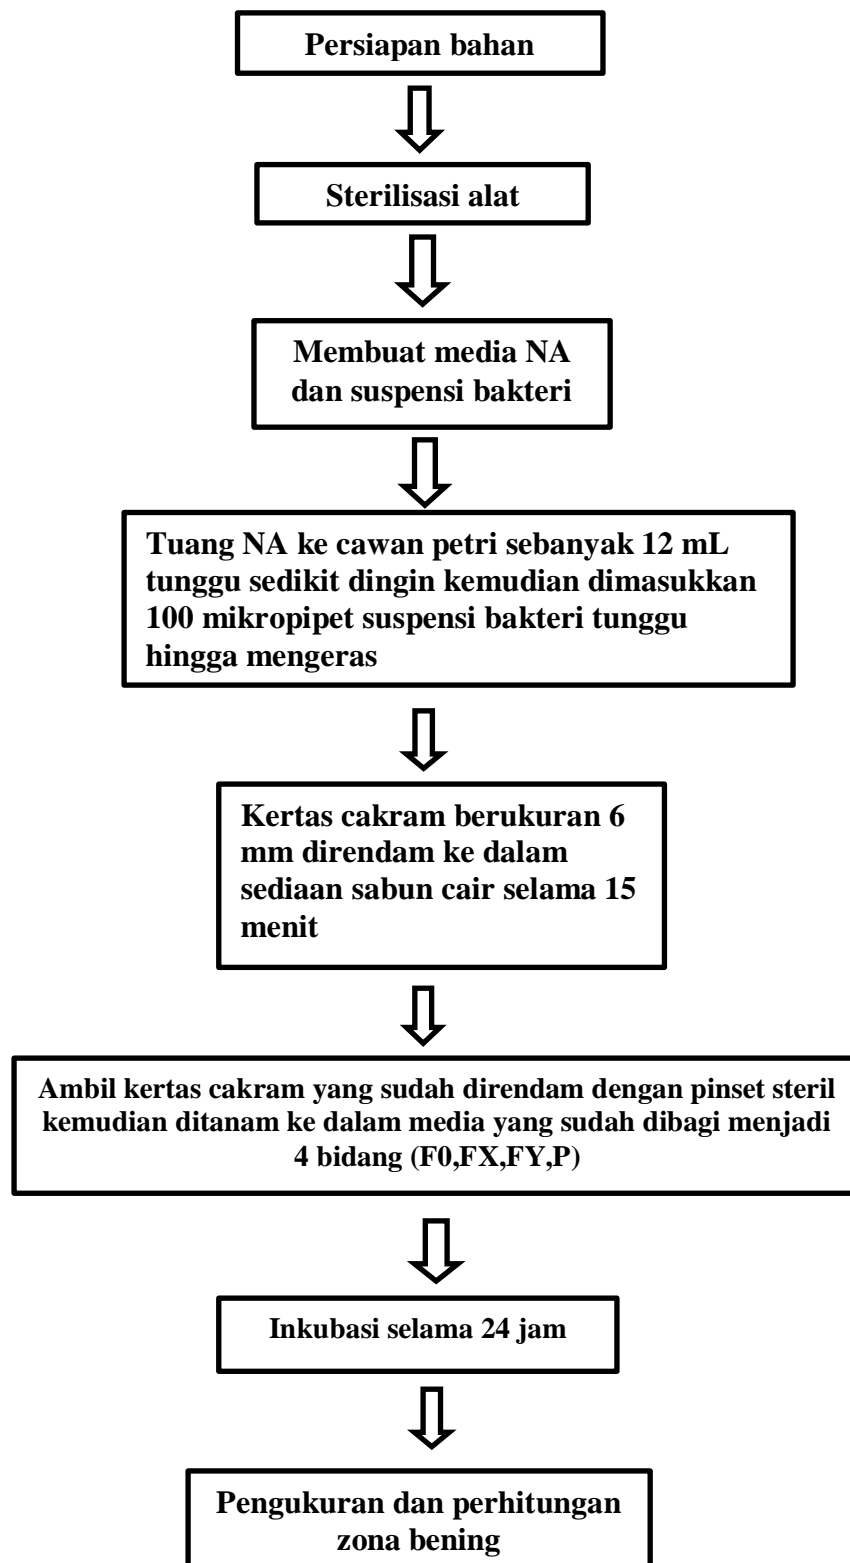 Persiapan bahan
Sterilisasi alat
Membuat media NA
dan suspensi bakteri
Tuang NA ke cawan petri sebanyak 12 mL
tunggu sedikit dingin kemudian dimasukkan
100 mikropipet suspensi bakteri tunggu
hingga mengeras
Kertas cakram berukuran 6
mm direndam ke dalam
sediaan sabun cair selama 15
menit
Ambil kertas cakram yang sudah direndam dengan pinset steril
kemudian ditanam ke dalam media yang sudah dibagi menjadi
4 bidang (F0,FX,FY,P)
Inkubasi selama 24 jam
Pengukuran dan perhitungan
zona bening